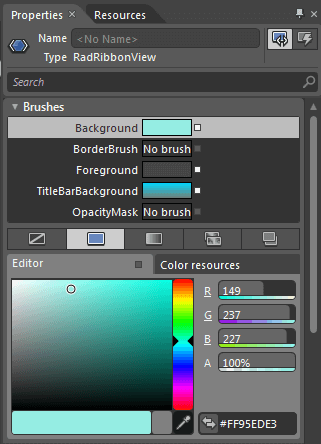 Properties × Resources
Name <No Name>
Type RadRibbonView
Search
Brushes
Background
BorderBrush No brush
Foreground
TitleBarBackground
OpacityMask No brush
Editor Color resources
R 149
G 237
B 227
A 100%
#FF95EDE3